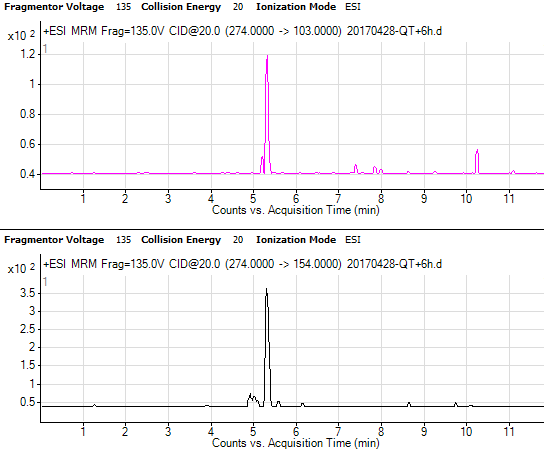 Fragmentor Voltage 135 Collision Energy 20 Ionization Mode ESI
x10 2
+ESI MRM Frag=135.0V CID@20.0 (274.0000 -> 103.0000) 20170428-QT+6h.d
1
1.2
1
0.8
0.6
0.4
1 2 3 4 5 6 7 8 9 10 11
Counts vs. Acquisition Time (min)
Fragmentor Voltage 135 Collision Energy 20 Ionization Mode ESI
x10 2
+ESI MRM Frag=135.0V CID@20.0 (274.0000 -> 154.0000) 20170428-QT+6h.d
1
3.5
3
2.5
2
1.5
1
0.5
1 2 3 4 5 6 7 8 9 10 11
Counts vs. Acquisition Time (min)